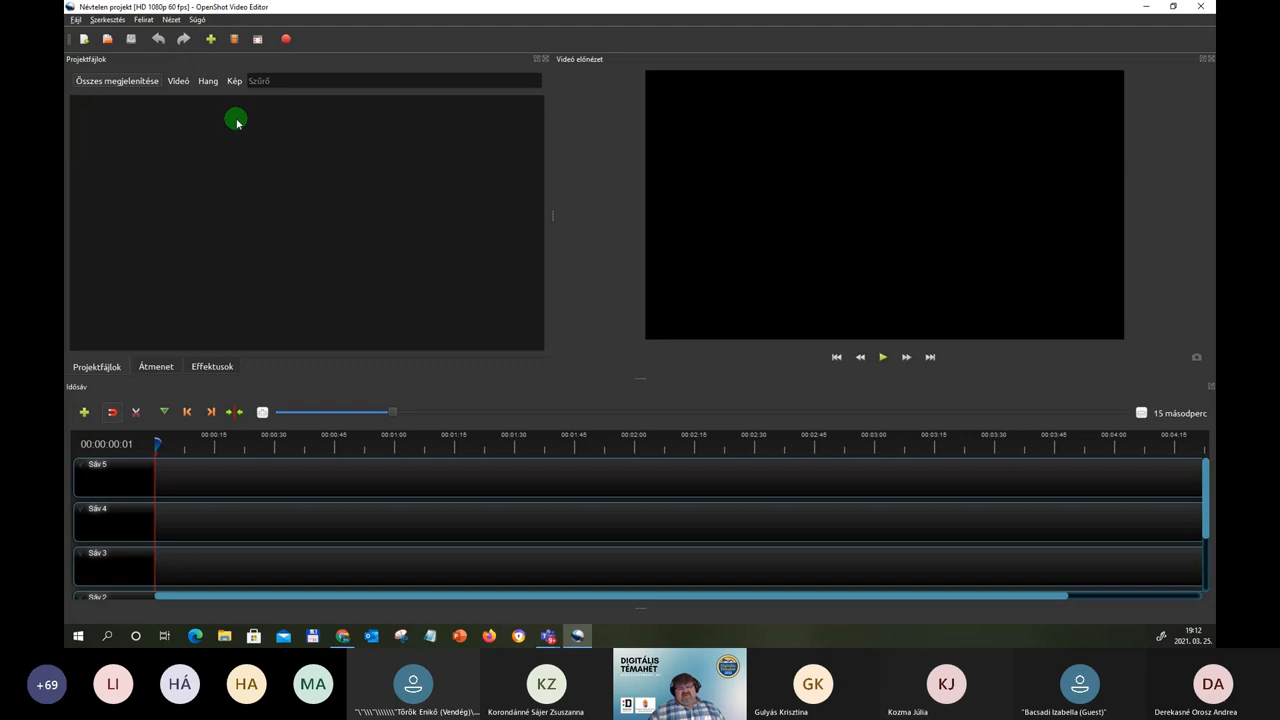 Névtelen projekt [HD 1080p 60 fps] - OpenShot Video Editor
Fájl Szerkesztés Felirat Nézet Súgó
Projektfájlok
Videó előnézet
Összes megjelenítése Videó Hang Kép Szűrő
Projektfájlok Átmenet Effektusok
Idősáv
15 másodperc
00:00:00:01
00:00:15 00:00:30 00:00:45 00:01:00 00:01:15 00:01:30 00:01:45 00:02:00 00:02:15 00:02:30 00:02:45 00:03:00 00:03:15 00:03:30 00:03:45 00:04:00 00:04:15
Sáv 5
Sáv 4
Sáv 3
Sáv 2
19:12
2021. 03. 25.
DIGITÁLIS
TÉMAHÉT
+69 LI HÁ HA MA KZ GK KJ DA
"\"\\"\\\\\\\"Török Enikő (Vendég)\... Korondánné Sájer Zsuzsanna Gulyás Krisztina Kozma Júlia "Bacsadi Izabella (Guest)" Derekasné Orosz Andrea